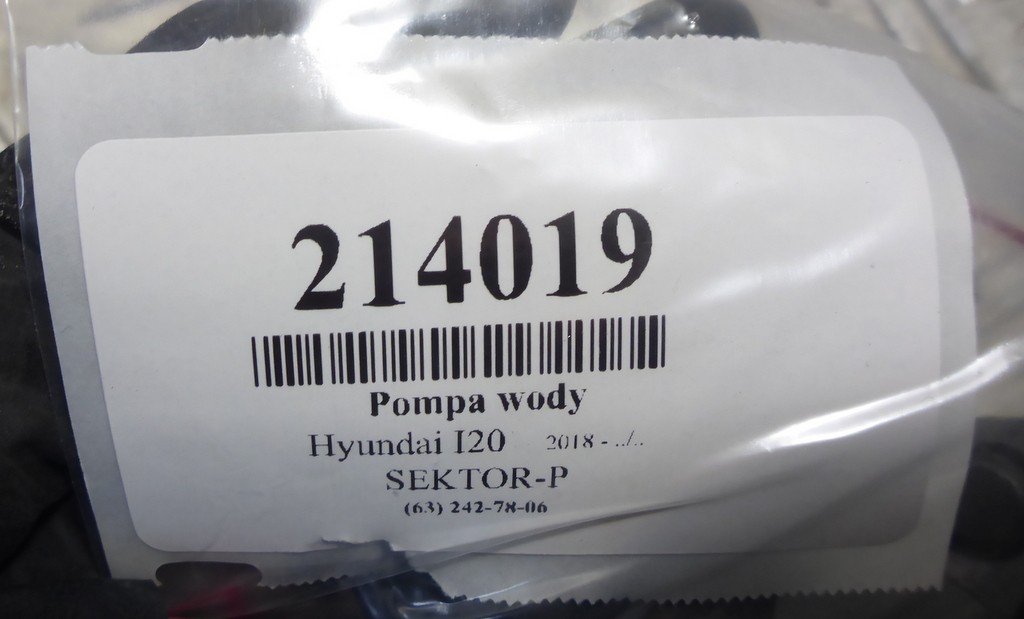 214019
Pompa wody
Hyundai I20 2018 - ../..
SEKTOR-P
(63) 242-78-06